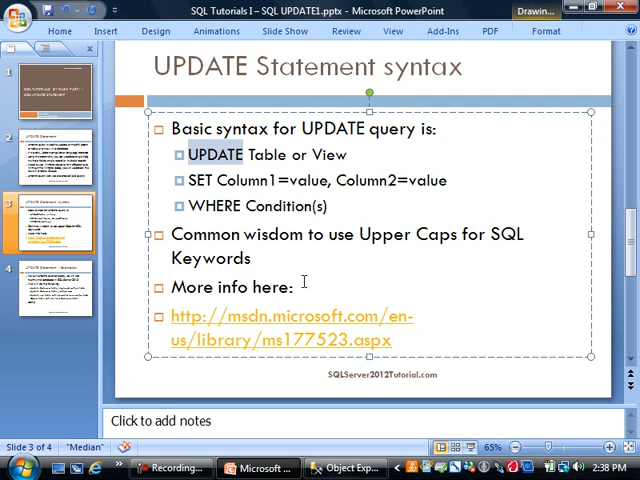 SQL Tutorials I – SQL UPDATE1.pptx - Microsoft PowerPoint
Drawin...
Home
Insert
Design
Animations
Slide Show
Review
View
Add-Ins
PDF
Format
1
2
3
4
UPDATE Statement syntax
Basic syntax for UPDATE query is:
UPDATE Table or View
SET Column1=value, Column2=value
WHERE Condition(s)
Common wisdom to use Upper Caps for SQL
Keywords
More info here:
http://msdn.microsoft.com/en-
us/library/ms177523.aspx
SQLServer2012Tutorial.com
Click to add notes
Slide 3 of 4
"Median"
65%
Recording...
Microsoft ...
Object Exp...
2:38 PM